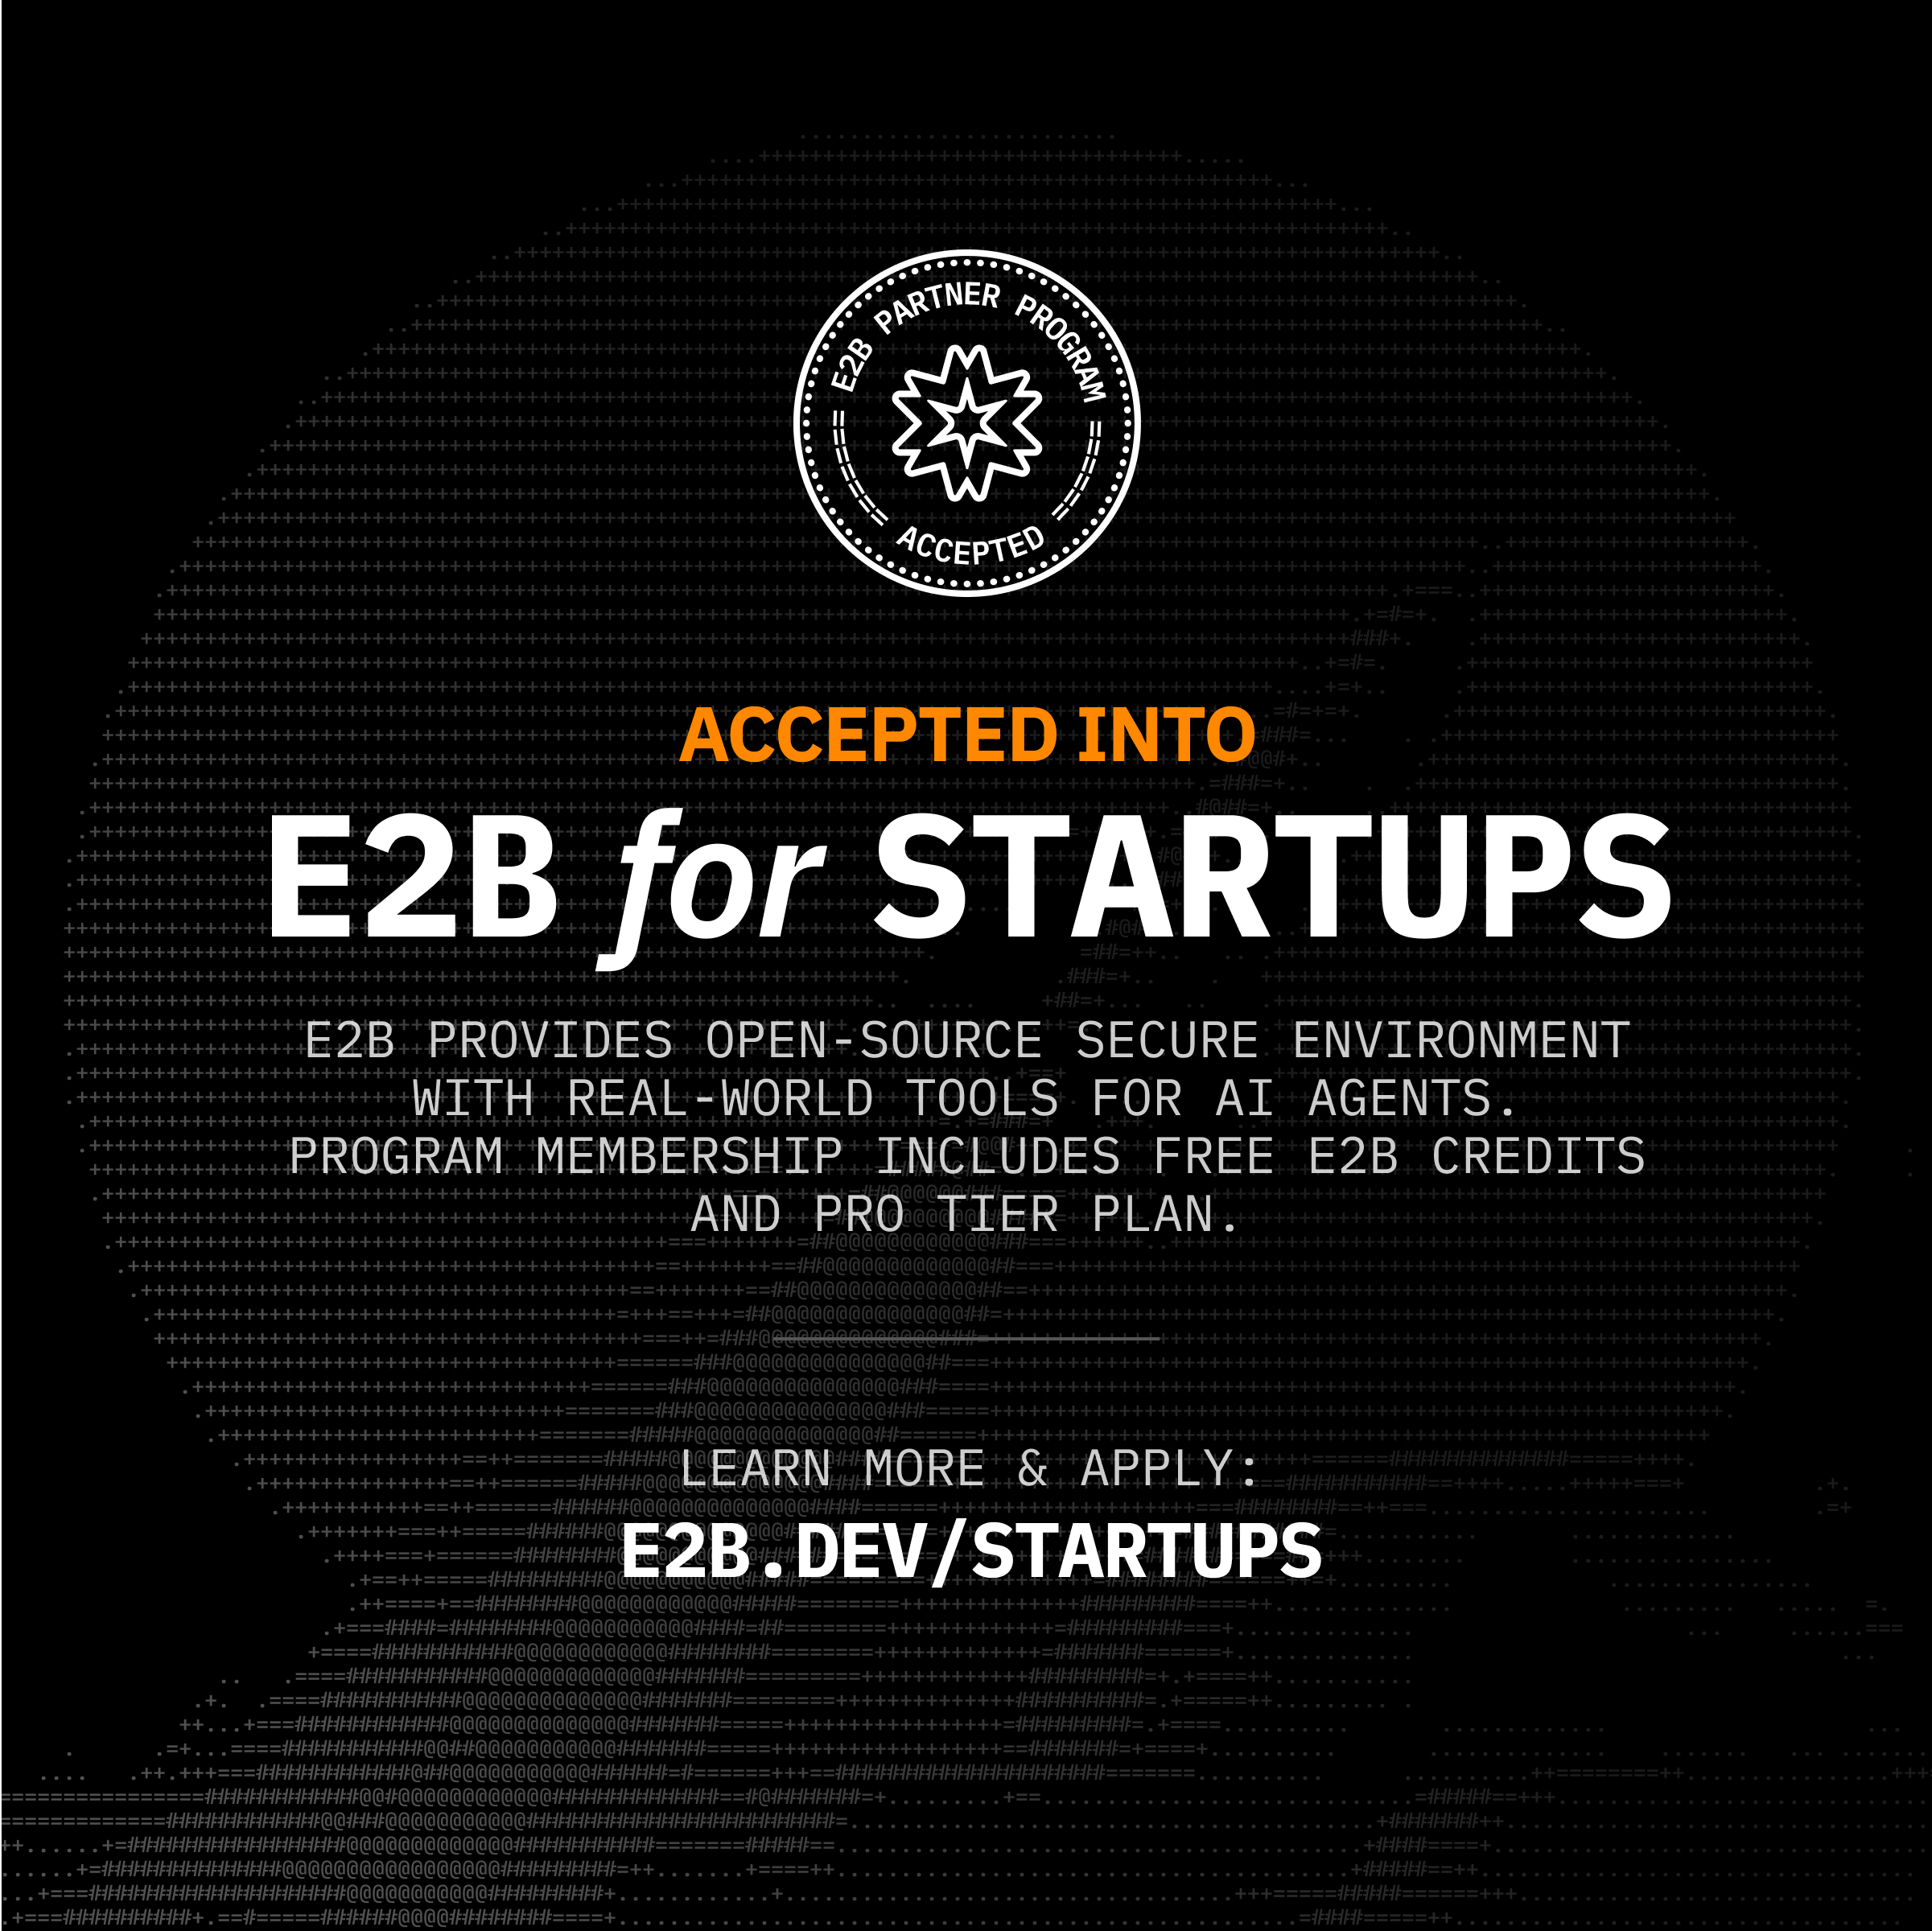 E2B PARTNER PROGRAM
ACCEPTED
ACCEPTED INTO
E2B for STARTUPS
E2B PROVIDES OPEN-SOURCE SECURE ENVIRONMENT
WITH REAL-WORLD TOOLS FOR AI AGENTS.
PROGRAM MEMBERSHIP INCLUDES FREE E2B CREDITS
AND PRO TIER PLAN.
LEARN MORE & APPLY:
E2B.DEV/STARTUPS